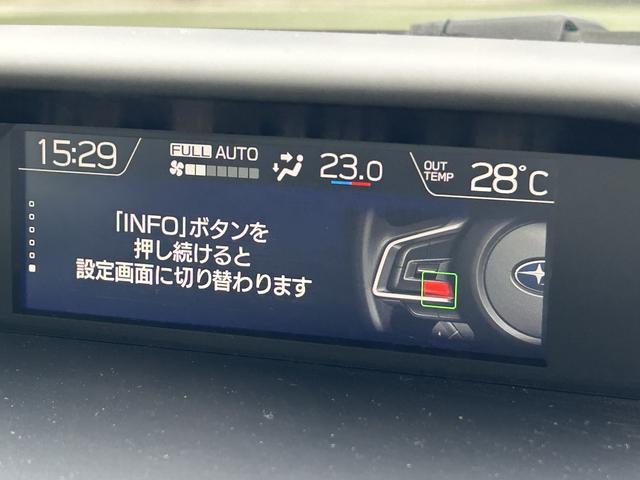 15:29
FULL AUTO
23.0
OUT
TEMP
28°C
「INFO」ボタンを
押し続けると
設定画面に切り替わります